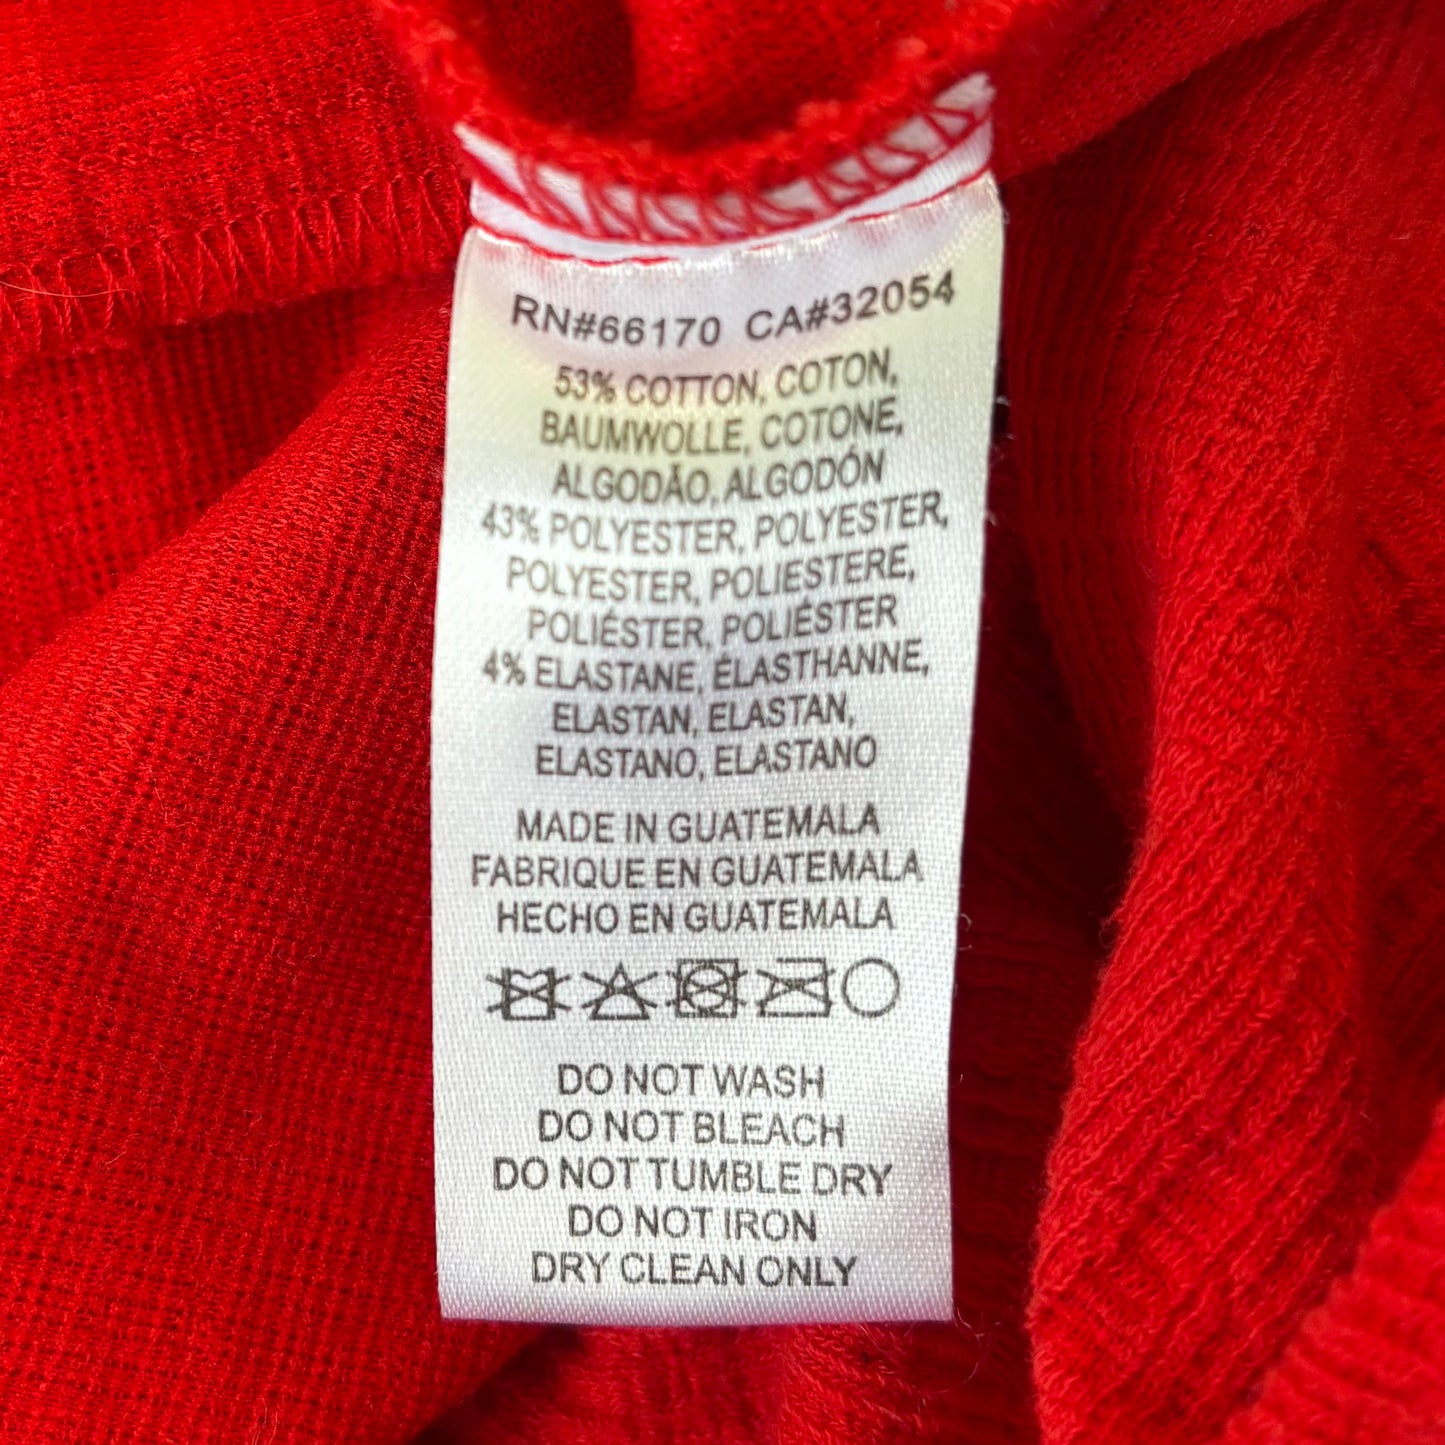 RN#66170 CA#32054
53% COTTON, COTON,
BAUMWOLLE, COTONE,
ALGODÃO, ALGODÓN
43% POLYESTER, POLYESTER,
POLYESTER, POLIESTERE,
POLIÉSTER, POLIÉSTER
4% ELASTANE, ÉLASTHANNE,
ELASTAN, ELASTAN,
ELASTANO, ELASTANO
MADE IN GUATEMALA
FABRIQUE EN GUATEMALA
HECHO EN GUATEMALA
DO NOT WASH
DO NOT BLEACH
DO NOT TUMBLE DRY
DO NOT IRON
DRY CLEAN ONLY